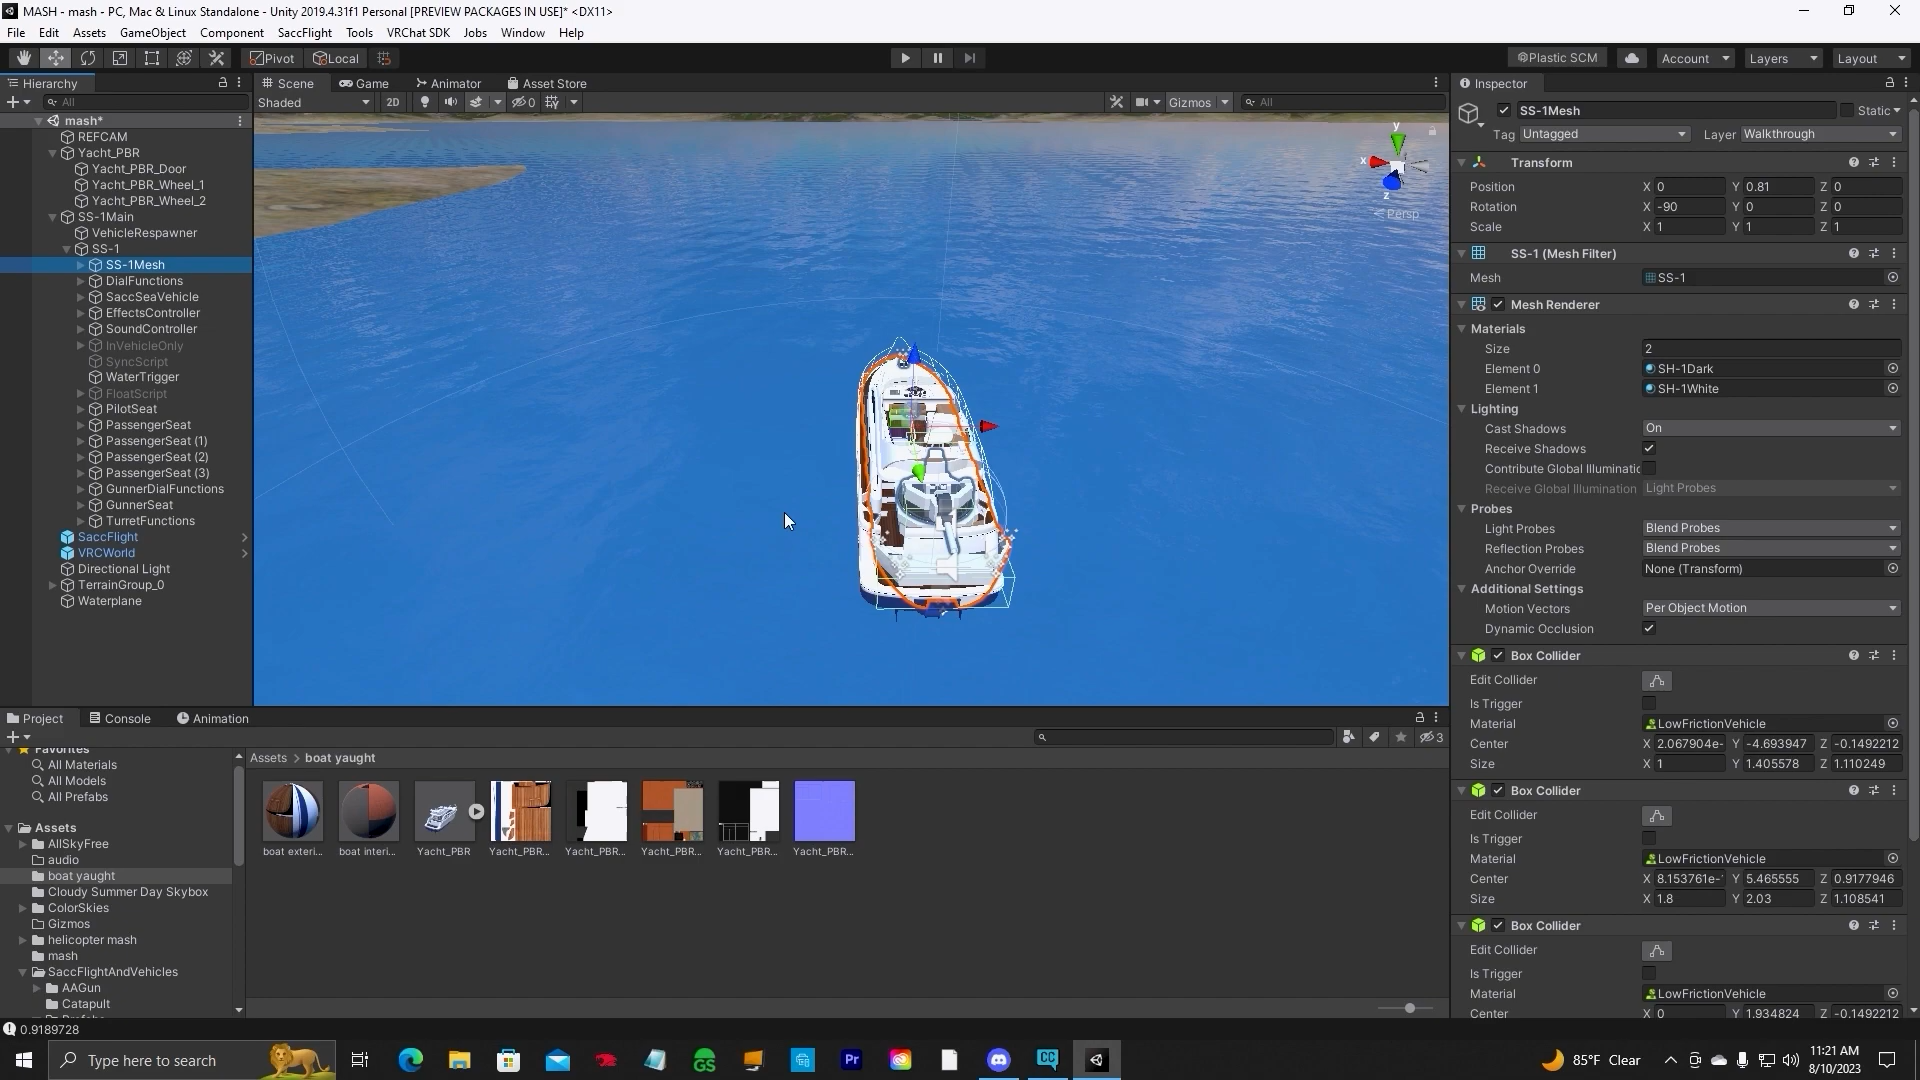 MASH - mash - PC, Mac & Linux Standalone - Unity 2019.4.31f1 Personal [PREVIEW PACKAGES IN USE]* <DX11>
File Edit Assets GameObject Component SaccFlight Tools VRChat SDK Jobs Window Help
Pivot Local Plastic SCM Account Layers Layout
Hierarchy
All
mash*
REFCAM
Yacht_PBR
Yacht_PBR_Door
Yacht_PBR_Wheel_1
Yacht_PBR_Wheel_2
SS-1Main
VehicleRespawner
SS-1
SS-1Mesh
DialFunctions
SaccSeaVehicle
EffectsController
SoundController
InVehicleOnly
SyncScript
WaterTrigger
FloatScript
PilotSeat
PassengerSeat
PassengerSeat (1)
PassengerSeat (2)
PassengerSeat (3)
GunnerDialFunctions
GunnerSeat
TurretFunctions
SaccFlight
VRCWorld
Directional Light
TerrainGroup_0
Waterplane
Scene Game Animator Asset Store
Shaded 2D 0 Gizmos All
y
x
z
Persp
Inspector
SS-1Mesh Static
Tag Untagged Layer Walkthrough
Transform
Position X 0 Y 0.81 Z 0
Rotation X -90 Y 0 Z 0
Scale X 1 Y 1 Z 1
SS-1 (Mesh Filter)
Mesh SS-1
Mesh Renderer
Materials
Size 2
Element 0 SH-1Dark
Element 1 SH-1White
Lighting
Cast Shadows On
Receive Shadows
Contribute Global Illuminatic
Receive Global Illumination Light Probes
Probes
Light Probes Blend Probes
Reflection Probes Blend Probes
Anchor Override None (Transform)
Additional Settings
Motion Vectors Per Object Motion
Dynamic Occlusion
Box Collider
Edit Collider
Is Trigger
Material LowFrictionVehicle
Center X 2.067904e- Y -4.693947 Z -0.1492212
Size X 1 Y 1.405578 Z 1.110249
Box Collider
Edit Collider
Is Trigger
Material LowFrictionVehicle
Center X 8.153761e- Y 5.465555 Z 0.9177946
Size X 1.8 Y 2.03 Z 1.108541
Box Collider
Edit Collider
Is Trigger
Material LowFrictionVehicle
Center X 0 Y 1.934824 Z -0.1492212
Project Console Animation
3
Favorites
All Materials
All Models
All Prefabs
Assets
AllSkyFree
audio
boat yaught
Cloudy Summer Day Skybox
ColorSkies
Gizmos
helicopter mash
mash
SaccFlightAndVehicles
AAGun
Catapult
Assets > boat yaught
boat exteri... boat interi... Yacht_PBR Yacht_PBR... Yacht_PBR... Yacht_PBR... Yacht_PBR... Yacht_PBR...
0.9189728
Type here to search
GS
Pr
CC
85°F Clear
11:21 AM
8/10/2023